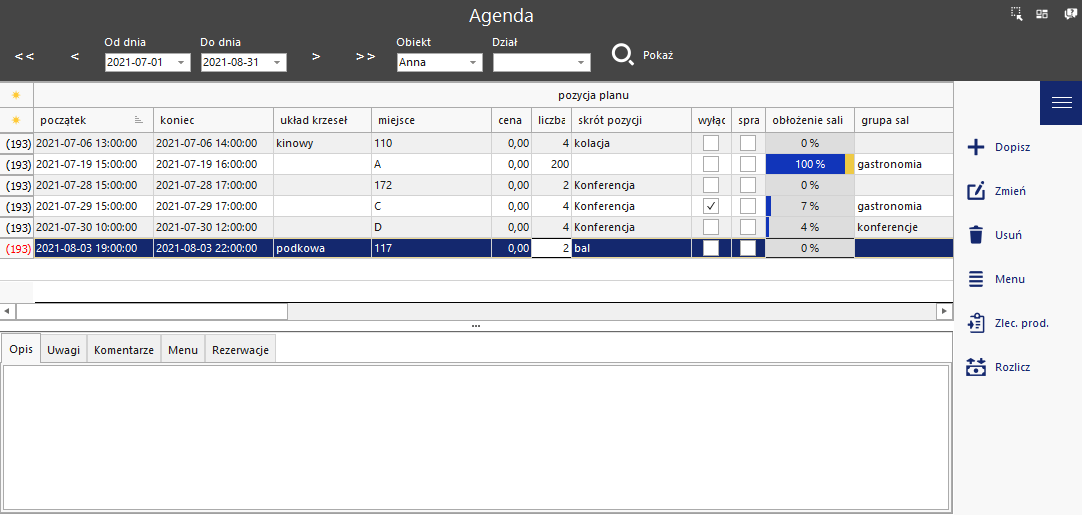 Agenda
<< < Od dnia Do dnia > >> Obiekt Dział
2021-07-01 2021-08-31 Anna Pokaż
pozycja planu
początek koniec układ krzeseł miejsce cena liczba skrót pozycji wyłąc spra obłożenie sali grupa sal
(193) 2021-07-06 13:00:00 2021-07-06 14:00:00 kinowy 110 0,00 4 kolacja 0 %
(193) 2021-07-19 15:00:00 2021-07-19 16:00:00 A 0,00 200 100 % gastronomia
(193) 2021-07-28 15:00:00 2021-07-28 17:00:00 172 0,00 2 Konferencja 0 %
(193) 2021-07-29 15:00:00 2021-07-29 17:00:00 C 0,00 4 Konferencja 7 % gastronomia
(193) 2021-07-30 10:00:00 2021-07-30 12:00:00 D 0,00 4 Konferencja 4 % konferencje
(193) 2021-08-03 19:00:00 2021-08-03 22:00:00 podkowa 117 0,00 2 bal 0 %
Opis Uwagi Komentarze Menu Rezerwacje
Dopisz
Zmień
Usuń
Menu
Zlec. prod.
Rozlicz